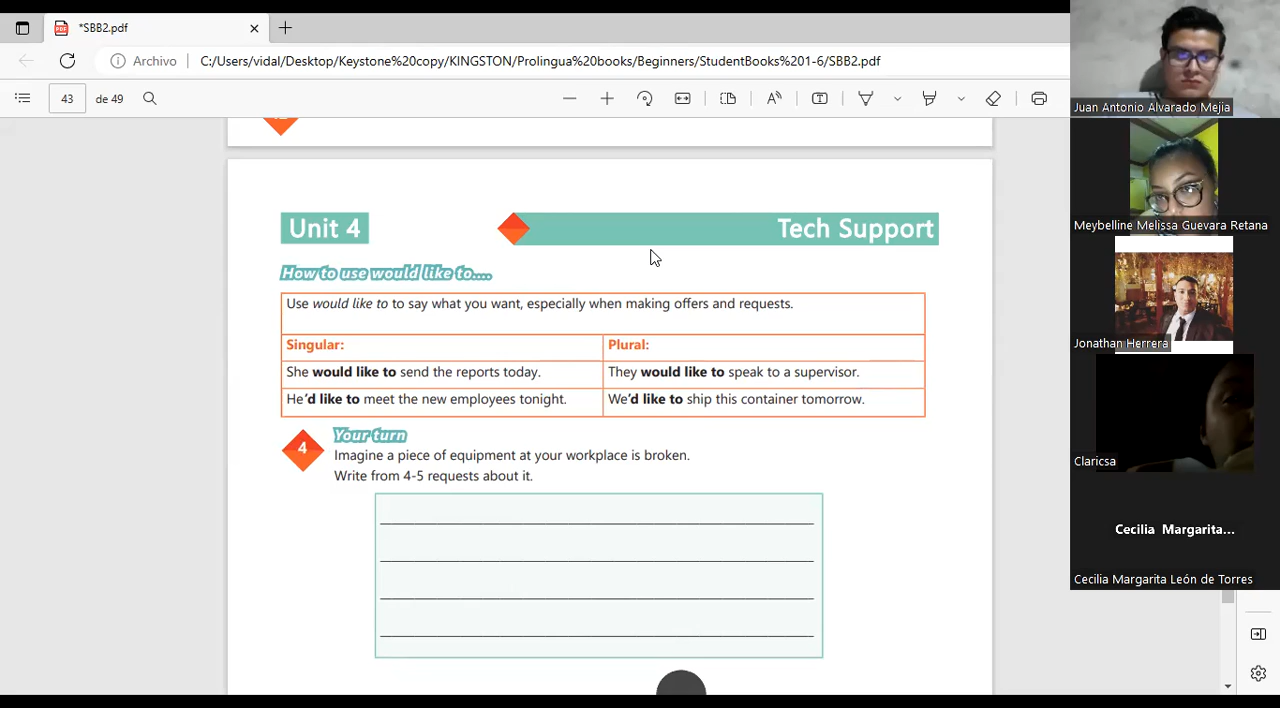 *SBB2.pdf
Archivo
C:/Users/vidal/Desktop/Keystone%20copy/KINGSTON/Prolingua%20books/Beginners/StudentBooks%201-6/SBB2.pdf
43 de 49
Unit 4
Tech Support
How to use would like to....
Use would like to to say what you want, especially when making offers and requests.
Singular:
Plural:
She would like to send the reports today.
They would like to speak to a supervisor.
He'd like to meet the new employees tonight.
We'd like to ship this container tomorrow.
4
Your turn
Imagine a piece of equipment at your workplace is broken.
Write from 4-5 requests about it.
Juan Antonio Alvarado Mejia
Meybelline Melissa Guevara Retana
Jonathan Herrera
Claricsa
Cecilia Margarita...
Cecilia Margarita León de Torres